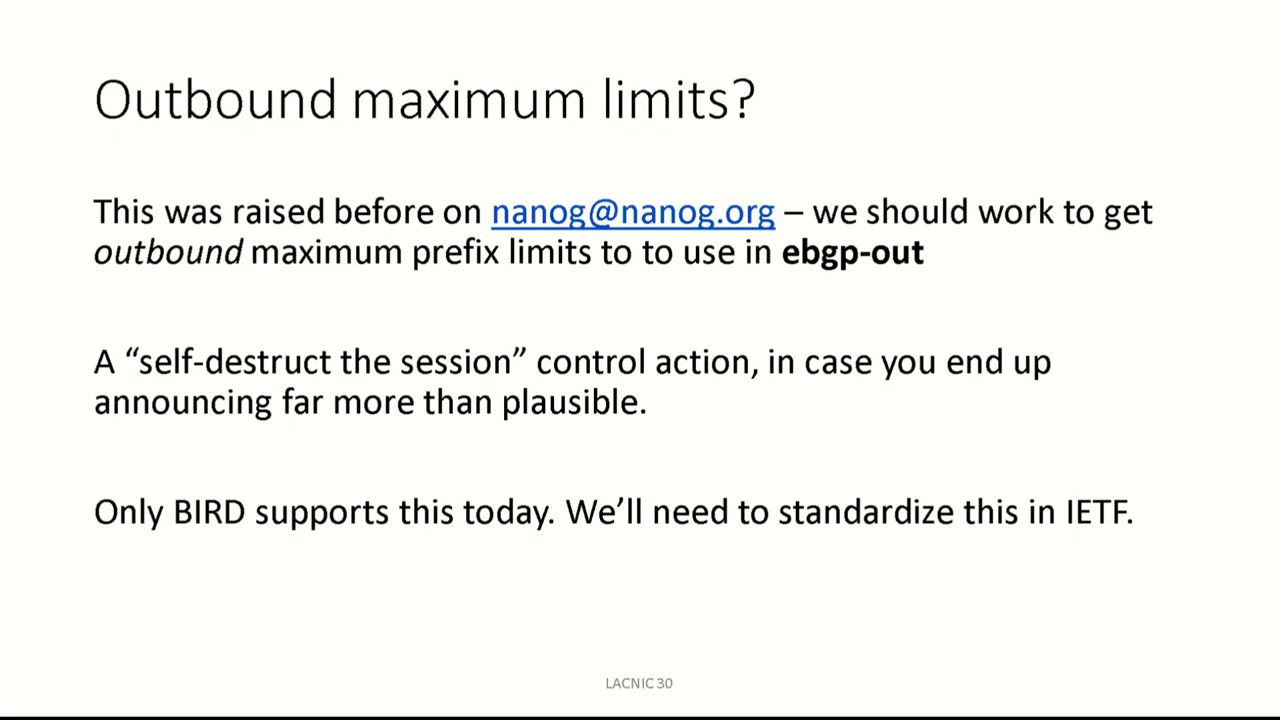 Outbound maximum limits?
This was raised before on nanog@nanog.org – we should work to get
outbound maximum prefix limits to to use in ebgp-out
A “self-destruct the session” control action, in case you end up
announcing far more than plausible.
Only BIRD supports this today. We’ll need to standardize this in IETF.
LACNIC 30